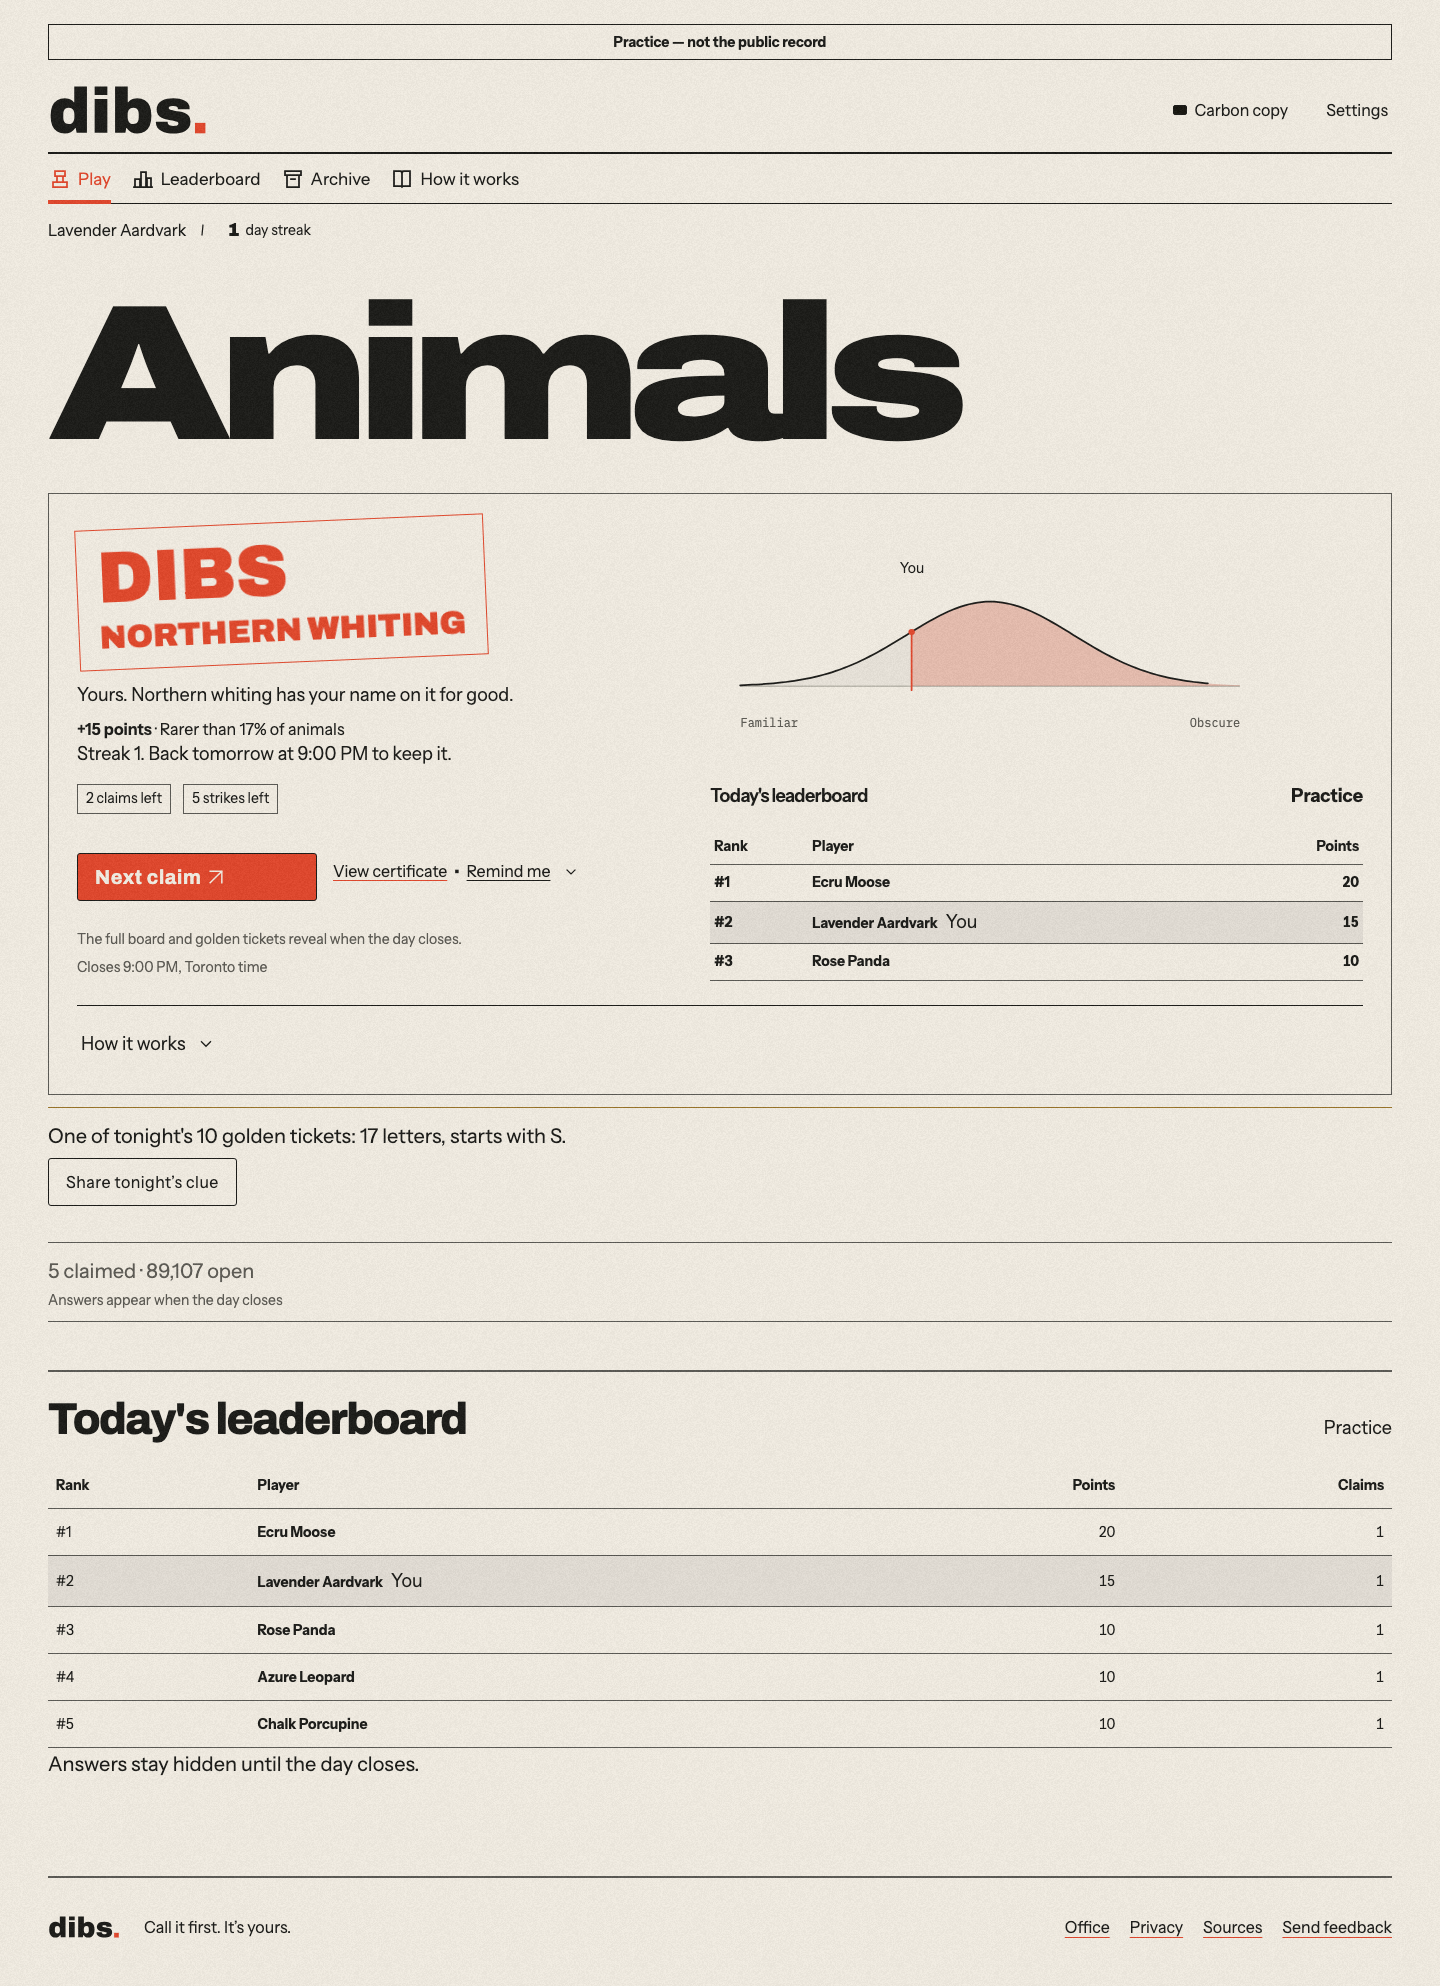 Practice — not the public record
dibs.
Carbon copy Settings
Play Leaderboard Archive How it works
Lavender Aardvark / 1 day streak
Animals
DIBS
NORTHERN WHITING
Yours. Northern whiting has your name on it for good.
+15 points · Rarer than 17% of animals
Streak 1. Back tomorrow at 9:00 PM to keep it.
2 claims left 5 strikes left
Next claim View certificate • Remind me
The full board and golden tickets reveal when the day closes.
Closes 9:00 PM, Toronto time
You
Familiar Obscure
Today's leaderboard Practice
Rank Player Points
#1 Ecru Moose 20
#2 Lavender Aardvark You 15
#3 Rose Panda 10
How it works
One of tonight's 10 golden tickets: 17 letters, starts with S.
Share tonight's clue
5 claimed · 89,107 open
Answers appear when the day closes
Today's leaderboard Practice
Rank Player Points Claims
#1 Ecru Moose 20 1
#2 Lavender Aardvark You 15 1
#3 Rose Panda 10 1
#4 Azure Leopard 10 1
#5 Chalk Porcupine 10 1
Answers stay hidden until the day closes.
dibs. Call it first. It's yours.
Office Privacy Sources Send feedback